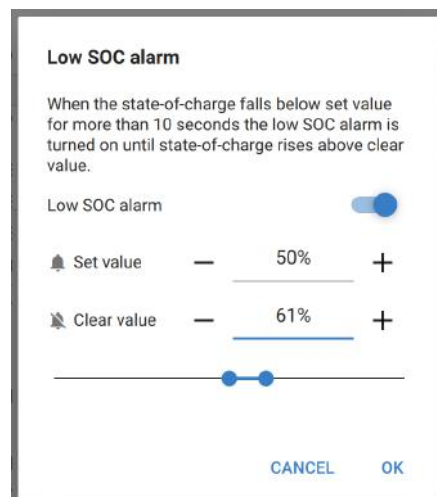 Low SOC alarm
When the state-of-charge falls below set value
for more than 10 seconds the low SOC alarm is
turned on until state-of-charge rises above clear
value.
Low SOC alarm
Set value − 50% +
Clear value − 61% +
CANCEL OK